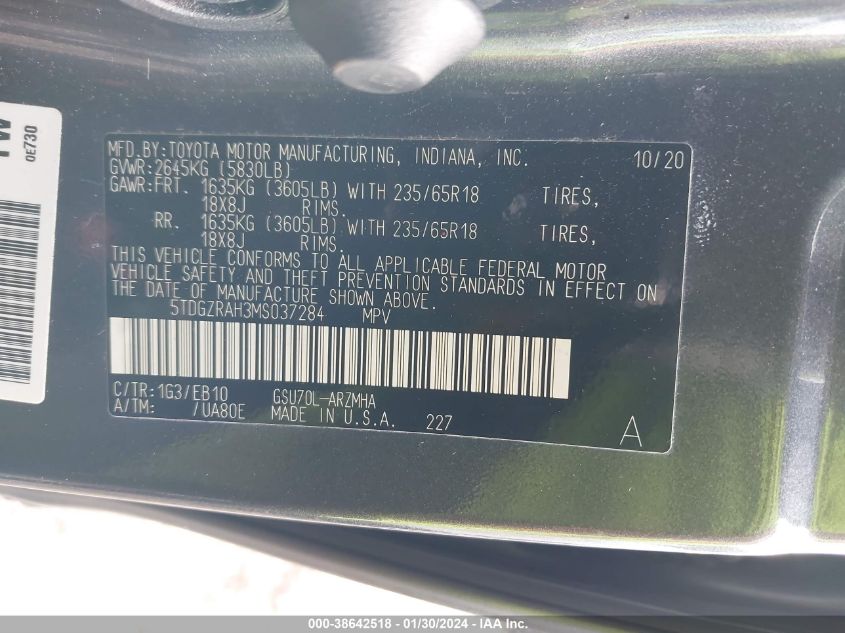 W
0E730
MFD.BY:TOYOTA MOTOR MANUFACTURING, INDIANA, INC. 10/20
GVWR:2645KG (5830LB)
GAWR:FRT. 1635KG (3605LB) WITH 235/65R18 TIRES,
18X8J RIMS.
RR. 1635KG (3605LB) WITH 235/65R18 TIRES,
18X8J RIMS.
THIS VEHICLE CONFORMS TO ALL APPLICABLE FEDERAL MOTOR
VEHICLE SAFETY AND THEFT PREVENTION STANDARDS IN EFFECT ON
THE DATE OF MANUFACTURE SHOWN ABOVE.
5TDGZRAH3MS037284 MPV
C/TR:1G3/EB10 GSU70L-ARZMHA
A/TM: /UA80E MADE IN U.S.A. 227
A
000-38642518 - 01/30/2024 - IAA Inc.